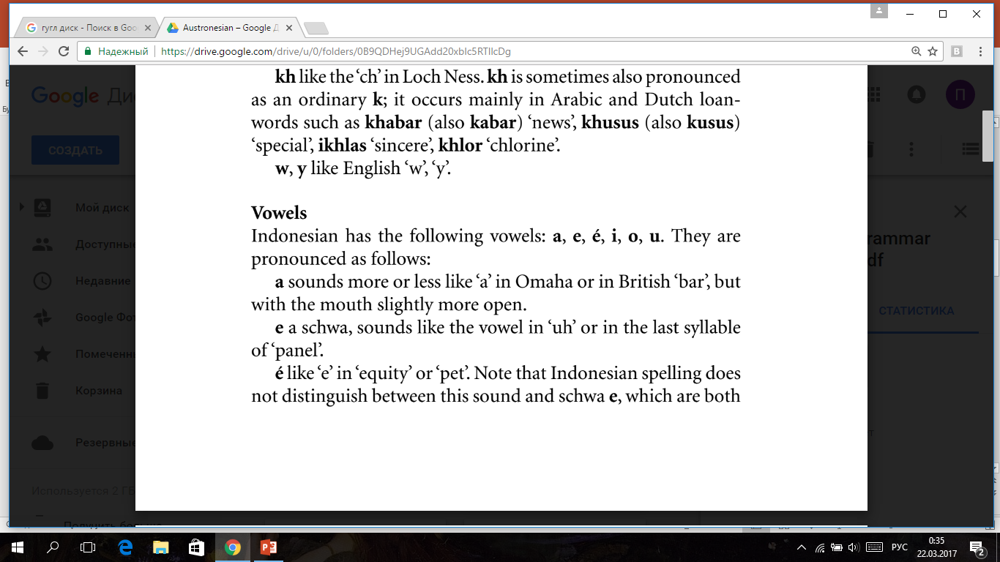 гугл диск - Поиск в Goo
Austronesian – Google Д
Надежный
https://drive.google.com/drive/u/0/folders/0B9QDHej9UGAdd20xblc5RTllcDg
Google Ди
П
СОЗДАТЬ
Мой диск
Доступные
Недавние
Google Фот
Помеченны
Корзина
Резервные
Используется 2 ГБ
Получить больше
rammar
df
СТАТИСТИКА
kh like the ‘ch’ in Loch Ness. kh is sometimes also pronounced
as an ordinary k; it occurs mainly in Arabic and Dutch loan-
words such as khabar (also kabar) ‘news’, khusus (also kusus)
‘special’, ikhlas ‘sincere’, khlor ‘chlorine’.
w, y like English ‘w’, ‘y’.
Vowels
Indonesian has the following vowels: a, e, é, i, o, u. They are
pronounced as follows:
a sounds more or less like ‘a’ in Omaha or in British ‘bar’, but
with the mouth slightly more open.
e a schwa, sounds like the vowel in ‘uh’ or in the last syllable
of ‘panel’.
é like ‘e’ in ‘equity’ or ‘pet’. Note that Indonesian spelling does
not distinguish between this sound and schwa e, which are both
РУС
0:35
22.03.2017
2